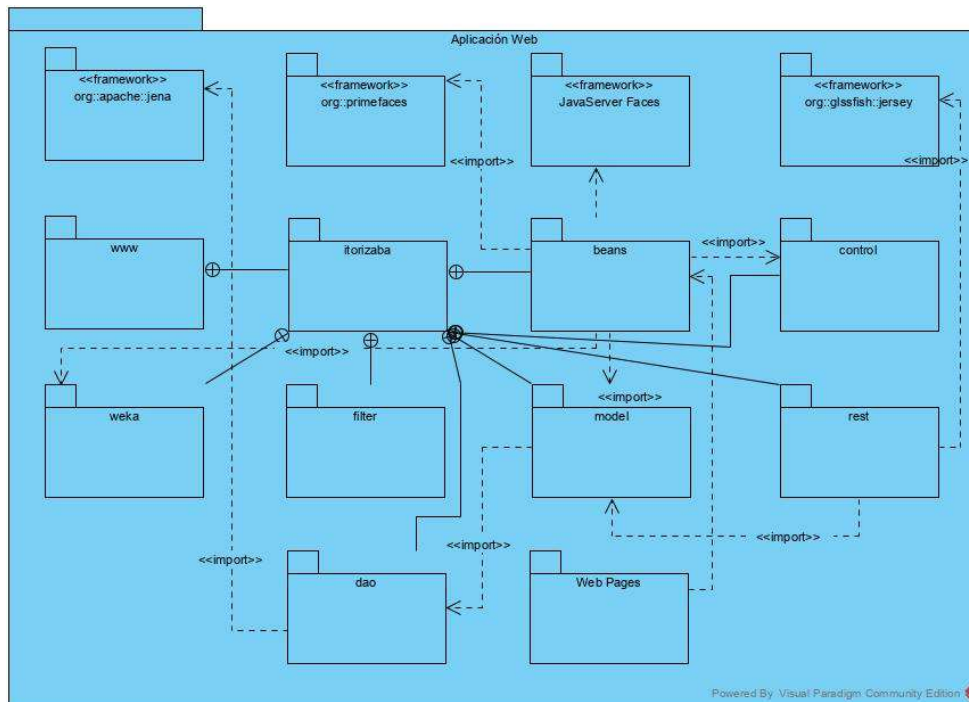 Aplicación Web
<<framework>>
org::apache::jena
<<framework>>
org::primefaces
<<framework>>
JavaServer Faces
<<framework>>
org::glssfish::jersey
<<import>>
<<import>>
www
itorizaba
beans
<<import>>
control
<<import>>
<<import>>
weka
filter
model
rest
<<import>>
<<import>>
<<import>>
dao
Web Pages
Powered By Visual Paradigm Community Edition